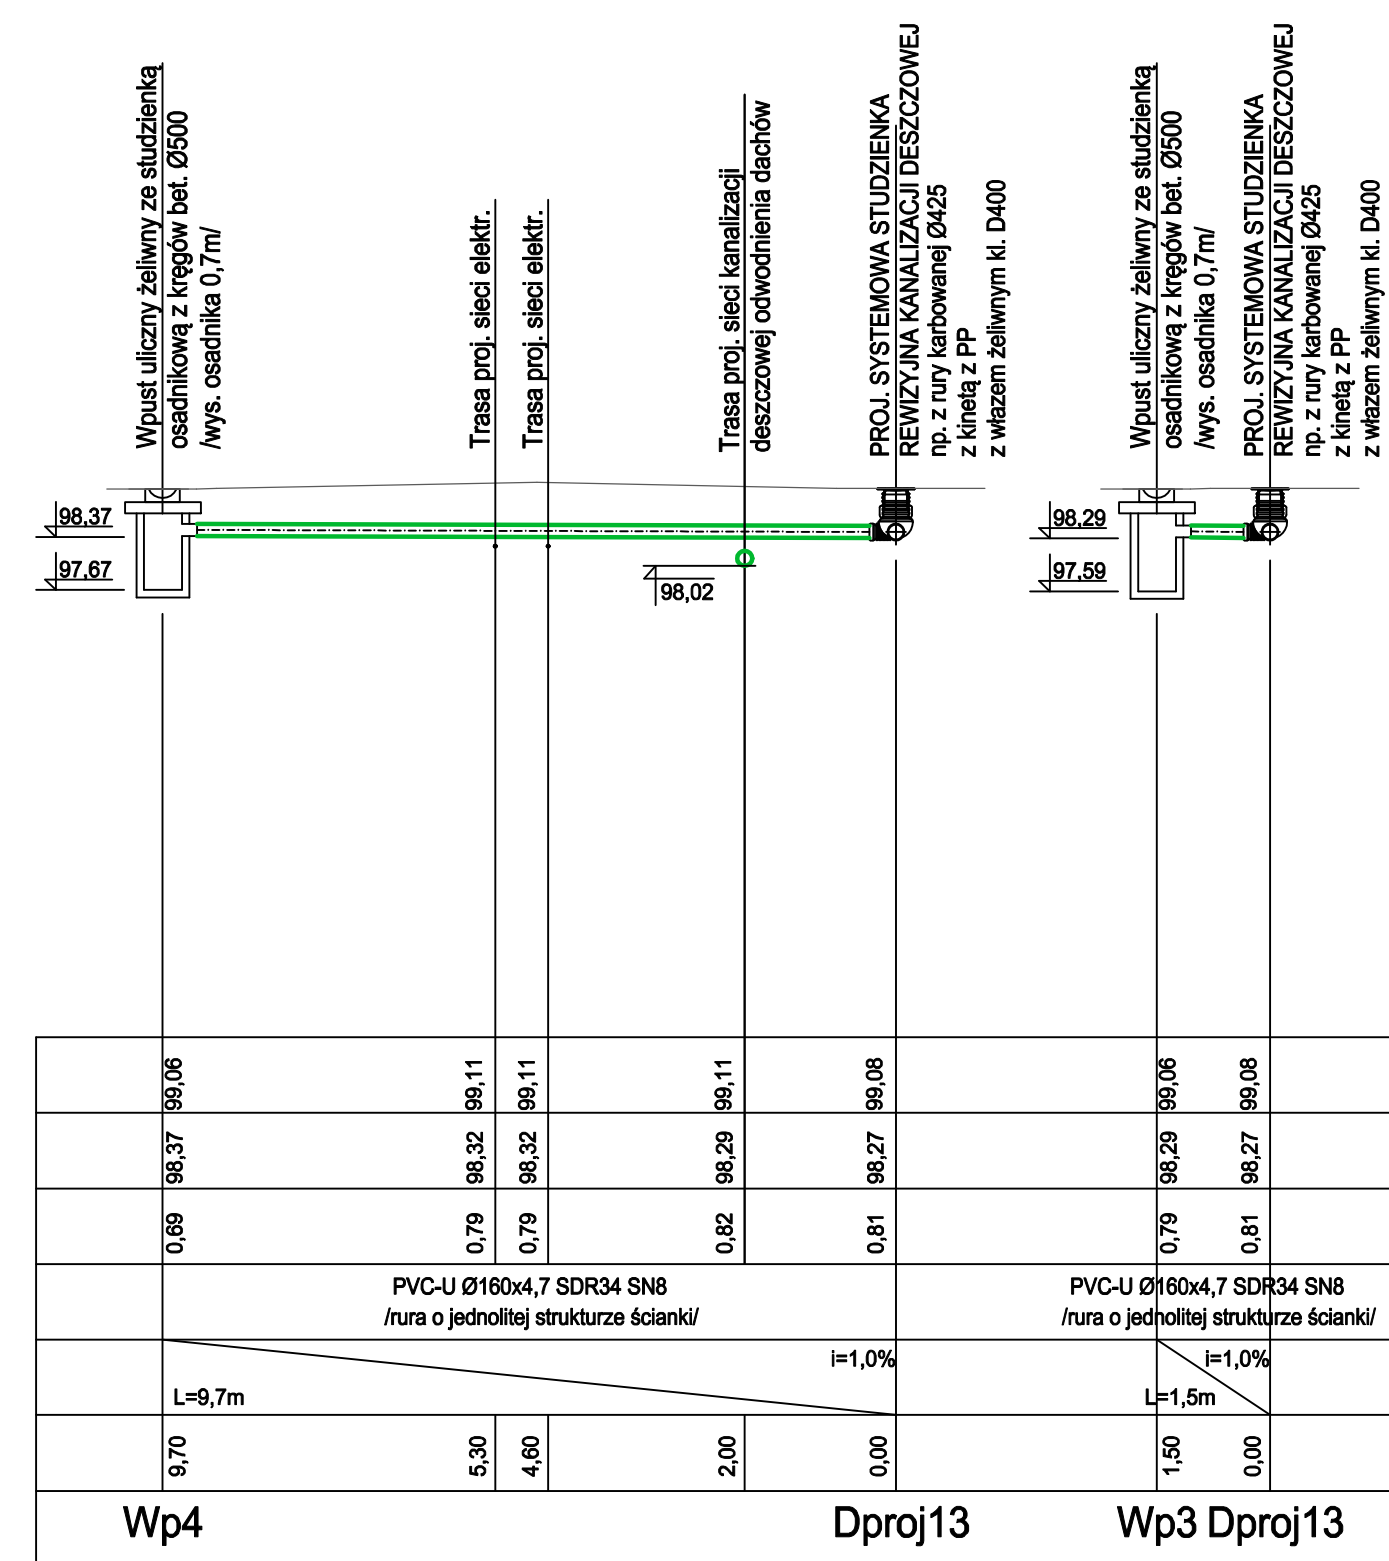 Wpust uliczny żeliwny ze studzienką
osadnikową z kręgów bet. Ø500
/wys. osadnika 0,7m/
Trasa proj. sieci elektr.
Trasa proj. sieci elektr.
Trasa proj. sieci kanalizacji
deszczowej odwodnienia dachów
PROJ. SYSTEMOWA STUDZIENKA
REWIZYJNA KANALIZACJI DESZCZOWEJ
np. z rury karbowanej Ø425
z kinetą z PP
z włazem żeliwnym kl. D400
Wpust uliczny żeliwny ze studzienką
osadnikową z kręgów bet. Ø500
/wys. osadnika 0,7m/
PROJ. SYSTEMOWA STUDZIENKA
REWIZYJNA KANALIZACJI DESZCZOWEJ
np. z rury karbowanej Ø425
z kinetą z PP
z włazem żeliwnym kl. D400
98,37
97,67
98,02
98,29
97,59
99,06 99,11 99,11 99,11 99,08 99,06 99,08
98,37 98,32 98,32 98,29 98,27 98,29 98,27
0,69 0,79 0,79 0,82 0,81 0,79 0,81
PVC-U Ø160x4,7 SDR34 SN8
/rura o jednolitej strukturze ścianki/
PVC-U Ø160x4,7 SDR34 SN8
/rura o jednolitej strukturze ścianki/
i=1,0%
L=9,7m
i=1,0%
L=1,5m
9,70 5,30 4,60 2,00 0,00 1,50 0,00
Wp4 Dproj13 Wp3 Dproj13